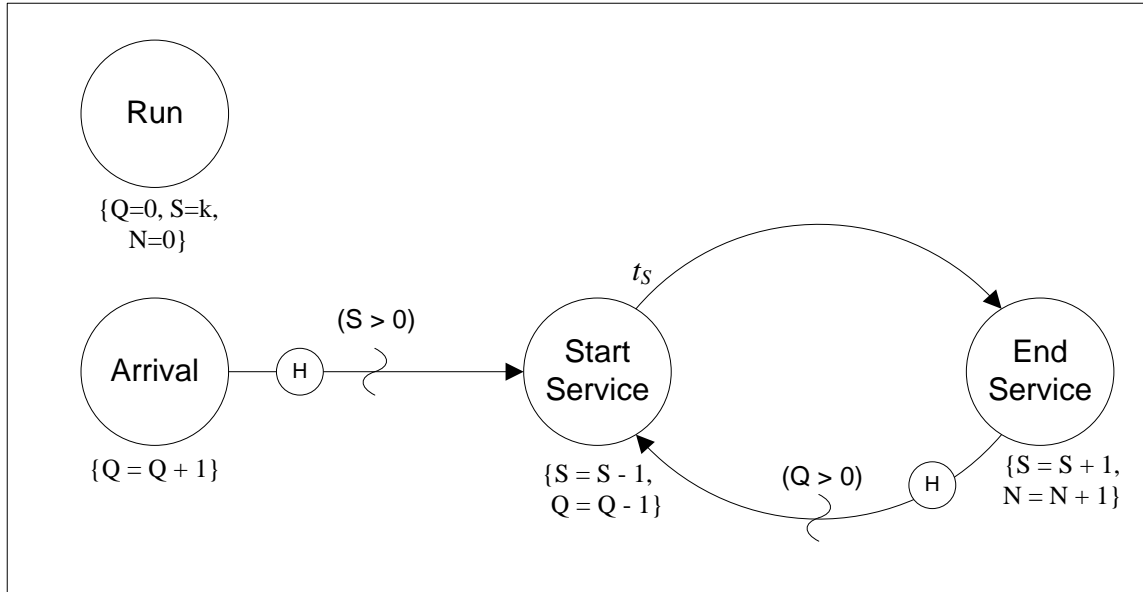 Run
{Q=0, S=k,
N=0}
t_S
(S > 0)
Arrival
H
Start
Service
End
Service
{Q = Q + 1}
{S = S - 1,
Q = Q - 1}
(Q > 0)
H
{S = S + 1,
N = N + 1}